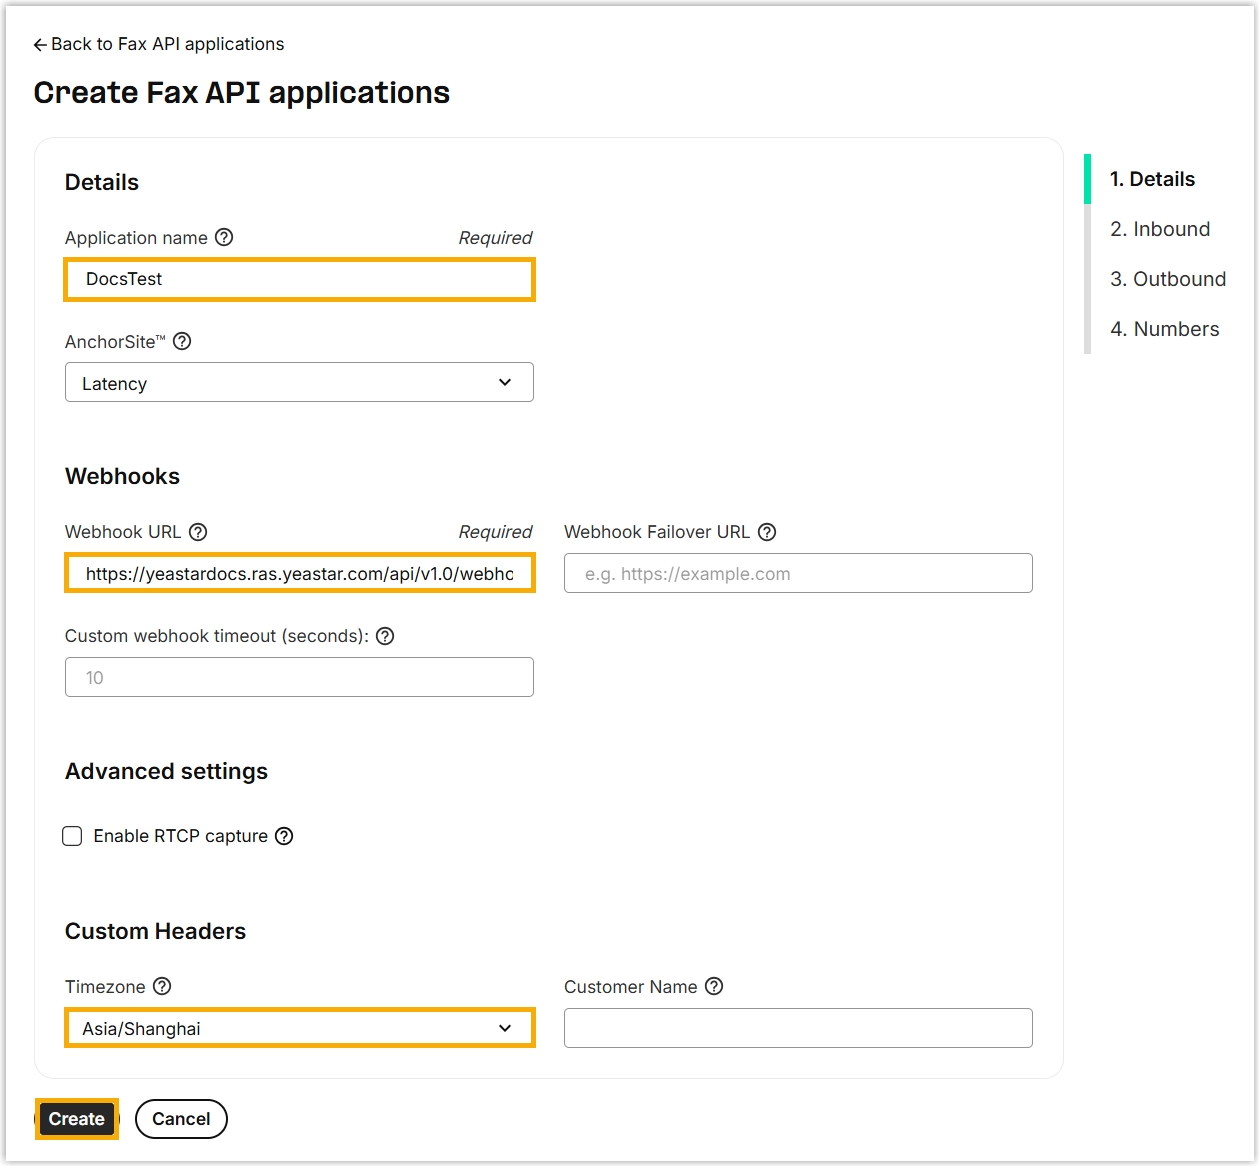 Back to Fax API applications
Create Fax API applications
Details
Application name
Required
DocsTest
AnchorSite™
Latency
Webhooks
Webhook URL
Required
https://yeastardocs.ras.yeastar.com/api/v1.0/webho
Webhook Failover URL
e.g. https://example.com
Custom webhook timeout (seconds):
10
Advanced settings
Enable RTCP capture
Custom Headers
Timezone
Asia/Shanghai
Customer Name
Create
Cancel
1. Details
2. Inbound
3. Outbound
4. Numbers